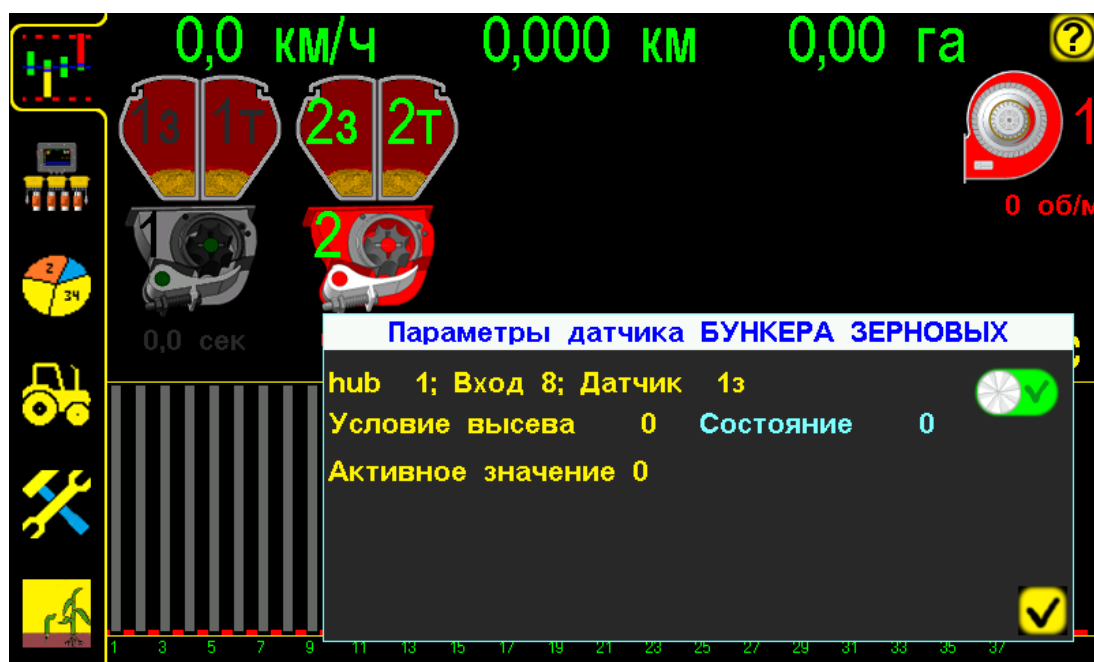 0,0 км/ч 0,000 км 0,00 га ?
1з 1т 2з 2т 1
1 2 0 об/м
2 34
0,0 сек
Параметры датчика БУНКЕРА ЗЕРНОВЫХ
hub 1; Вход 8; Датчик 1з
Условие высева 0 Состояние 0
Активное значение 0
1 3 5 7 9 11 13 15 17 19 21 23 25 27 29 31 33 35 37